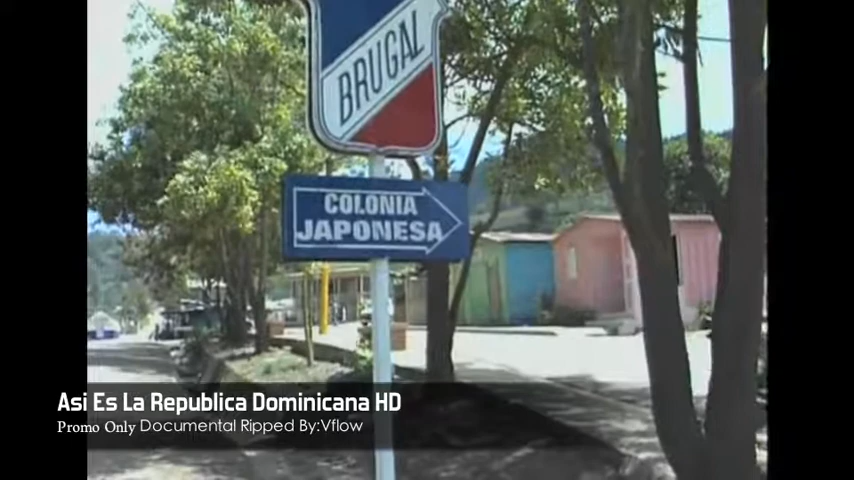 BRUGAL
COLONIA
JAPONESA
Asi Es La Republica Dominicana HD
Promo Only Documental Ripped By:Vflow